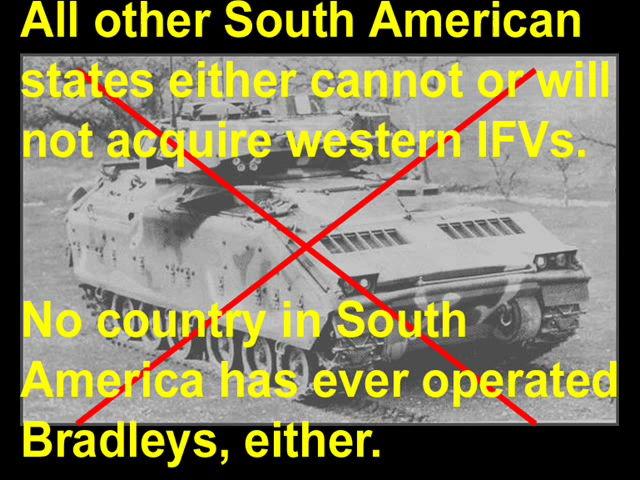 All other South American
states either cannot or will
not acquire western IFVs.
No country in South
America has ever operated
Bradleys, either.